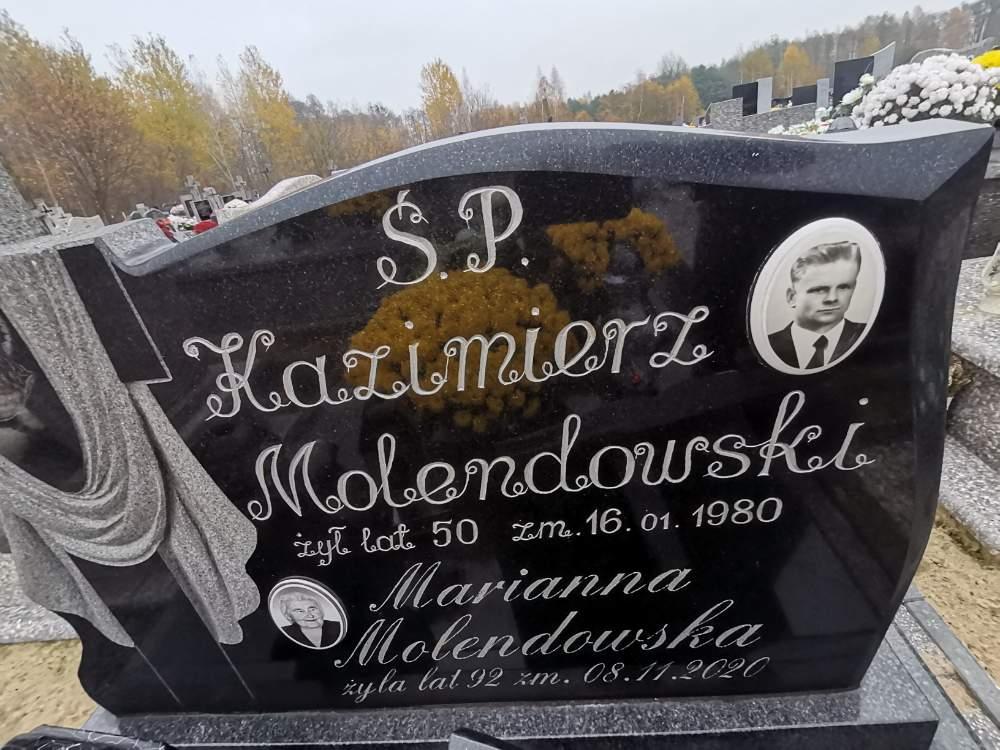 Ś.P.
Kazimierz
Molendowski
żył lat 50 zm. 16.01.1980
Marianna
Molendowska
żyła lat 92 zm. 08.11.2020